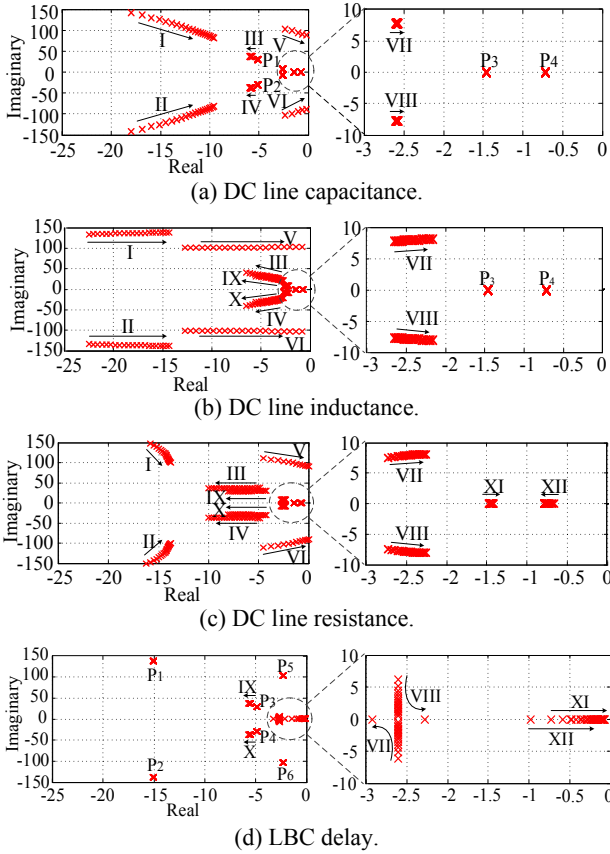 Imaginary
150
100
50
0
-50
-100
-150
-25 -20 -15 -10 -5 0
Real
I II III IV V VI P1 P2
10
5
0
-5
-10
-3 -2.5 -2 -1.5 -1 -0.5 0
VII VIII P3 P4
(a) DC line capacitance.
Imaginary
150
100
50
0
-50
-100
-150
-25 -20 -15 -10 -5 0
Real
I II III IX X IV V VI
10
5
0
-5
-10
-3 -2.5 -2 -1.5 -1 -0.5 0
VII VIII P3 P4
(b) DC line inductance.
Imaginary
150
100
50
0
-50
-100
-150
-25 -20 -15 -10 -5 0
Real
I II III IX X IV V VI
10
5
0
-5
-10
-3 -2.5 -2 -1.5 -1 -0.5 0
VII VIII XI XII
(c) DC line resistance.
Imaginary
150
100
50
0
-50
-100
-150
-25 -20 -15 -10 -5 0
Real
P1 P2 IX X P3 P4 P5 P6
10
5
0
-5
-10
-3 -2.5 -2 -1.5 -1 -0.5 0
VII VIII XI XII
(d) LBC delay.